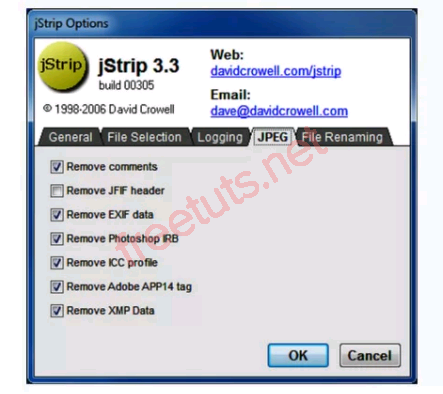 jStrip Options
jStrip
jStrip 3.3
build 00305
© 1998-2006 David Crowell
Web:
davidcrowell.com/jstrip
Email:
dave@davidcrowell.com
General File Selection Logging JPEG File Renaming
Remove comments
Remove JFIF header
Remove EXIF data
Remove Photoshop IRB
Remove ICC profile
Remove Adobe APP14 tag
Remove XMP Data
freetuts.net
OK Cancel